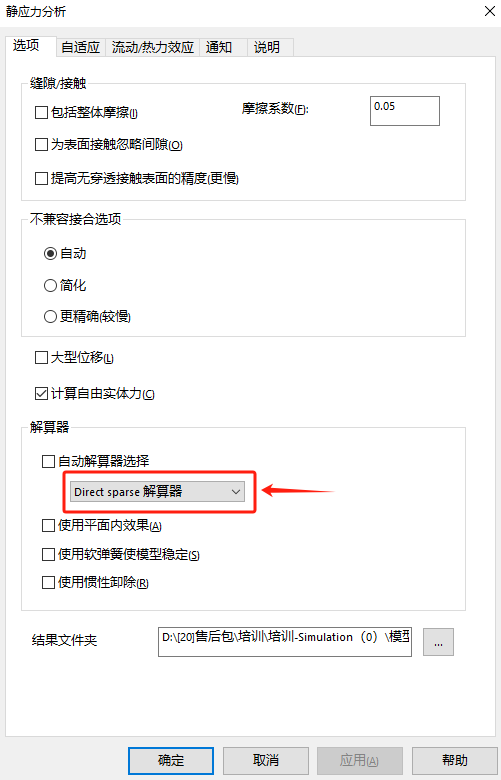 静应力分析
选项 自适应 流动/热力效应 通知 说明
缝隙/接触
包括整体摩擦(I) 摩擦系数(F): 0.05
为表面接触忽略间隙(O)
提高无穿透接触表面的精度(更慢)
不兼容接合选项
自动
简化
更精确(较慢)
大型位移(L)
计算自由实体力(C)
解算器
自动解算器选择
Direct sparse 解算器
使用平面内效果(A)
使用软弹簧使模型稳定(S)
使用惯性卸除(R)
结果文件夹 D:\[20]售后包\培训\培训-Simulation（0）\模型 ...
确定 取消 应用(A) 帮助